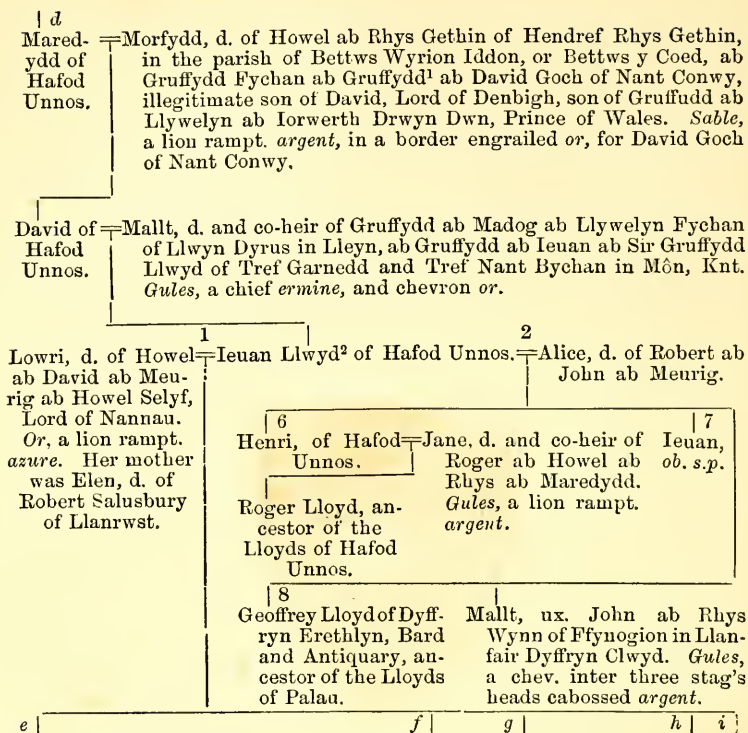 d
Mared- Morfydd, d. of Howel ab Rhys Gethin of Hendref Rhys Gethin,
ydd of in the parish of Bettws Wyrion Iddon, or Bettws y Coed, ab
Hafod Gruffydd Fychan ab Gruffydd¹ ab David Goch of Nant Conwy,
Unnos. illegitimate son of David, Lord of Denbigh, son of Gruffudd ab
Llywelyn ab Iorwerth Drwyn Dwn, Prince of Wales. Sable,
a lion rampt. argent, in a border engrailed or, for David Goch
of Nant Conwy.
David of Mallt, d. and co-heir of Gruffydd ab Madog ab Llywelyn Fychan
Hafod of Llwyn Dyrus in Lleyn, ab Gruffydd ab Ieuan ab Sir Gruffydd
Unnos. Llwyd of Tref Garnedd and Tref Nant Bychan in Môn, Knt.
Gules, a chief ermine, and chevron or.
1 2
Lowri, d. of Howel Ieuan Llwyd² of Hafod Unnos. Alice, d. of Robert ab
ab David ab Meu- John ab Meurig.
rig ab Howel Selyf,
Lord of Nannau.
Or, a lion rampt.
azure. Her mother
was Elen, d. of
Robert Salusbury
of Llanrwst.
6 7
Henri, of Hafod Jane, d. and co-heir of Ieuan,
Unnos. Roger ab Howel ab ob. s.p.
Rhys ab Maredydd.
Gules, a lion rampt.
argent.
Roger Lloyd, an-
cestor of the
Lloyds of Hafod
Unnos.
8
Geoffrey Lloyd of Dyff- Mallt, ux. John ab Rhys
ryn Erethlyn, Bard Wynn of Ffynogion in Llan-
and Antiquary, an- fair Dyffryn Clwyd. Gules,
cestor of the Lloyds a chev. inter three stag's
of Palau. heads cabossed argent.
e f g h i